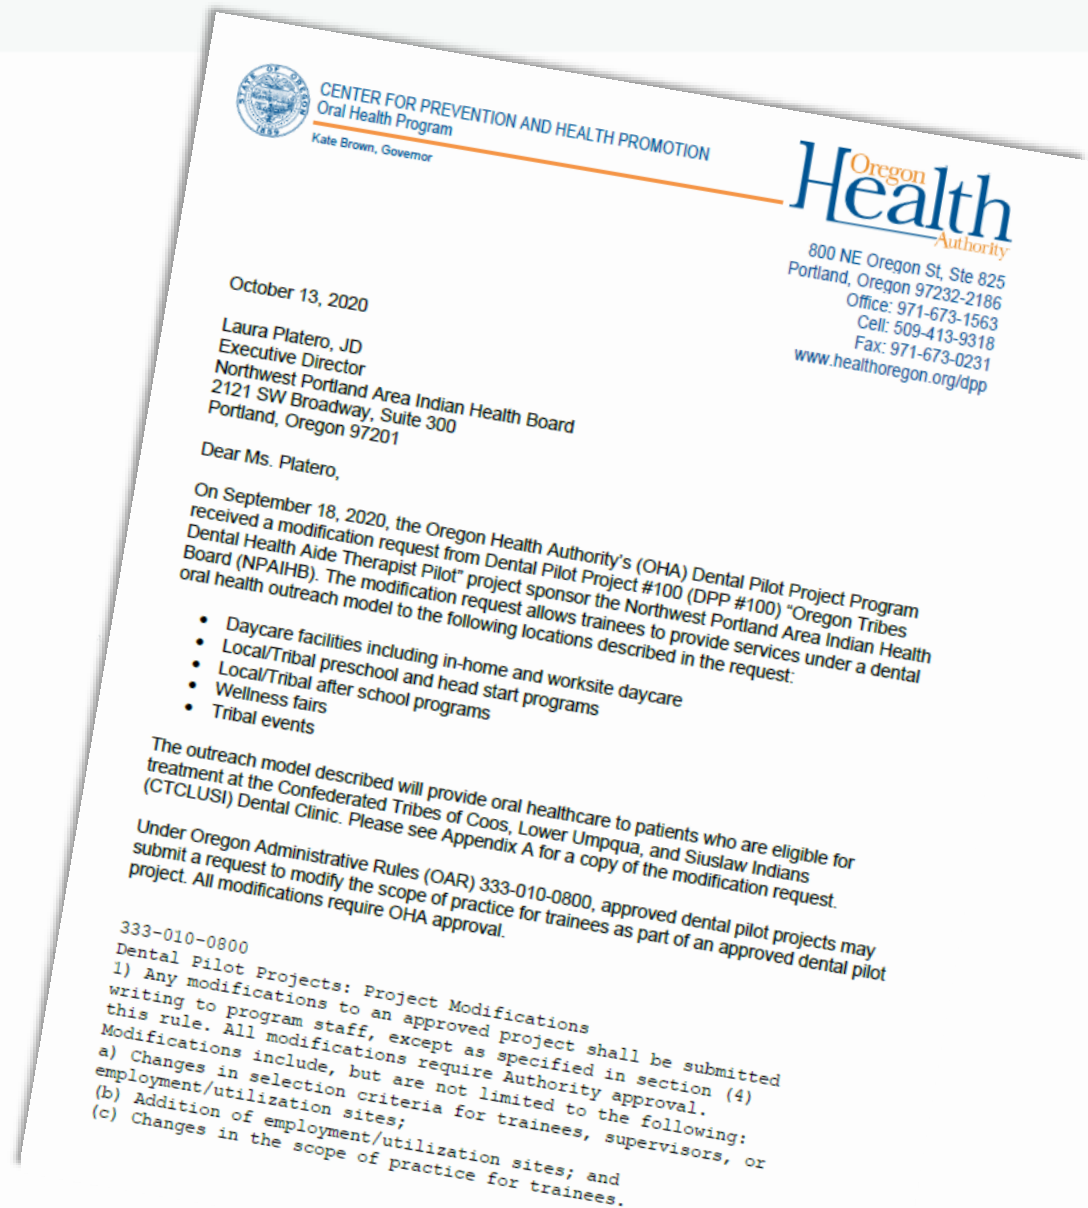 STATE OF OREGON
1859
CENTER FOR PREVENTION AND HEALTH PROMOTION
Oral Health Program
Kate Brown, Governor
Oregon
Health
Authority
800 NE Oregon St, Ste 825
Portland, Oregon 97232-2186
Office: 971-673-1563
Cell: 509-413-9318
Fax: 971-673-0231
www.healthoregon.org/dpp
October 13, 2020
Laura Platero, JD
Executive Director
Northwest Portland Area Indian Health Board
2121 SW Broadway, Suite 300
Portland, Oregon 97201
Dear Ms. Platero,
On September 18, 2020, the Oregon Health Authority's (OHA) Dental Pilot Project Program
received a modification request from Dental Pilot Project #100 (DPP #100) “Oregon Tribes
Dental Health Aide Therapist Pilot” project sponsor the Northwest Portland Area Indian Health
Board (NPAIHB). The modification request allows trainees to provide services under a dental
oral health outreach model to the following locations described in the request:
• Daycare facilities including in-home and worksite daycare
• Local/Tribal preschool and head start programs
• Local/Tribal after school programs
• Wellness fairs
• Tribal events
The outreach model described will provide oral healthcare to patients who are eligible for
treatment at the Confederated Tribes of Coos, Lower Umpqua, and Siuslaw Indians
(CTCLUSI) Dental Clinic. Please see Appendix A for a copy of the modification request.
Under Oregon Administrative Rules (OAR) 333-010-0800, approved dental pilot projects may
submit a request to modify the scope of practice for trainees as part of an approved dental pilot
project. All modifications require OHA approval.
333-010-0800
Dental Pilot Projects: Project Modifications
1) Any modifications to an approved project shall be submitted
writing to program staff, except as specified in section (4)
this rule. All modifications require Authority approval.
Modifications include, but are not limited to the following:
a) Changes in selection criteria for trainees, supervisors, or
employment/utilization sites;
(b) Addition of employment/utilization sites; and
(c) Changes in the scope of practice for trainees.